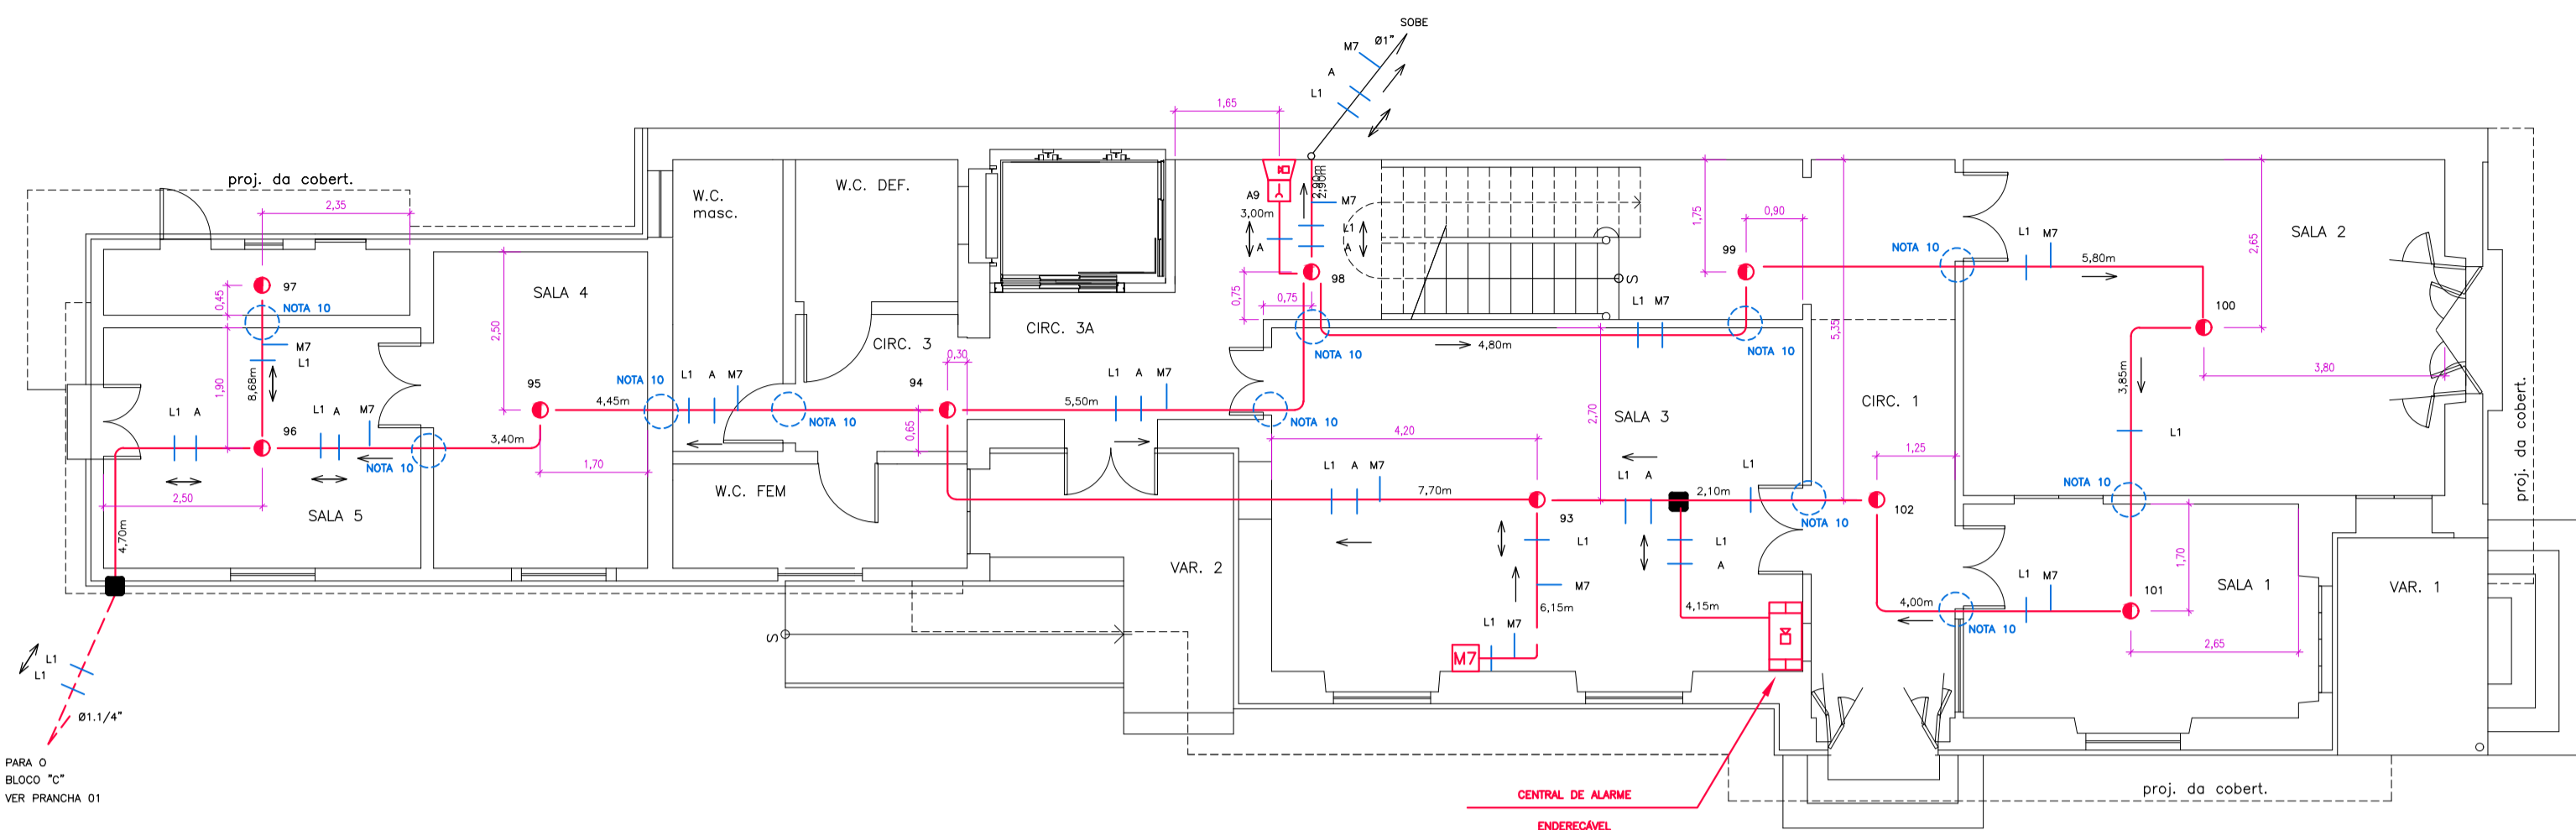 SOBE
M7
Ø1"
A
L1
1,65
proj. da cobert.
2,35
W.C.
masc.
W.C. DEF.
A9
3,00m
A
2,90m
2,90m
M7
L1
A
98
0,75
0,75
1,75
0,90
99
5,35
NOTA 10
L1 M7
5,80m
2,65
SALA 2
100
3,80
3,85m
L1
proj. da cobert.
97
0,45
NOTA 10
M7
L1
8,68m
1,90
SALA 4
2,50
95
NOTA 10
L1 A M7
4,45m
NOTA 10
CIRC. 3
CIRC. 3A
94
0,30
0,65
5,50m
L1 A M7
NOTA 10
NOTA 10
4,80m
L1 M7
NOTA 10
S
2,70
SALA 3
CIRC. 1
L1 A
96
L1 A M7
3,40m
NOTA 10
2,50
1,70
SALA 5
4,70m
W.C. FEM
4,20
L1 A M7
7,70m
93
L1 A
L1
2,10m
NOTA 10
102
1,25
NOTA 10
L1
M7
6,15m
L1
A
4,15m
L1 M7
M7
VAR. 2
S
4,00m
L1 M7
NOTA 10
101
1,70
2,65
SALA 1
VAR. 1
L1
L1
Ø1.1/4"
PARA O
BLOCO "C"
VER PRANCHA 01
CENTRAL DE ALARME
ENDEREÇÁVEL
proj. da cobert.